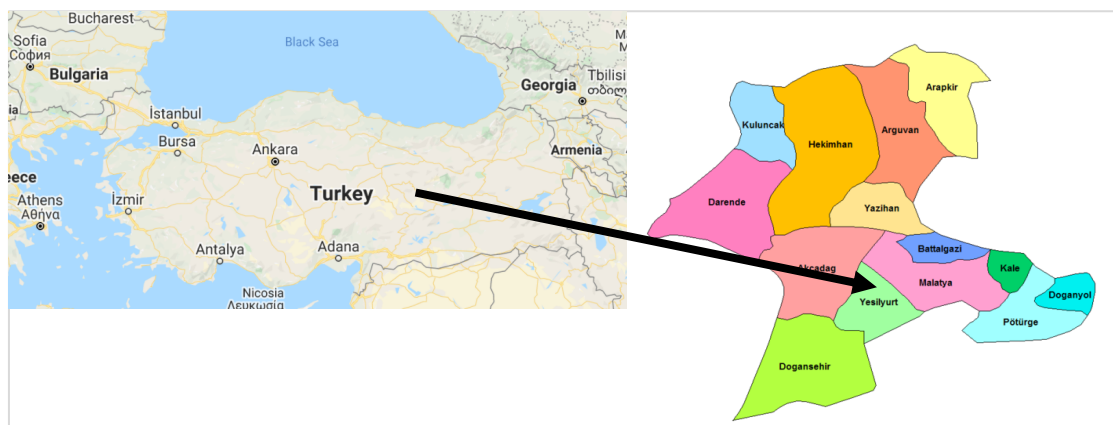 Bucharest
Sofia
София
Black Sea
Bulgaria
Georgia
Tbilisi
İstanbul
Bursa
Ankara
Armenia
eece
Athens
Αθήνα
İzmir
Turkey
Antalya
Adana
Nicosia
Λευκωσία
Arapkir
Kuluncak
Hekimhan
Arguvan
Darende
Yazihan
Battalgazi
Akcadag
Kale
Malatya
Doganyol
Yesilyurt
Pötürge
Dogansehir